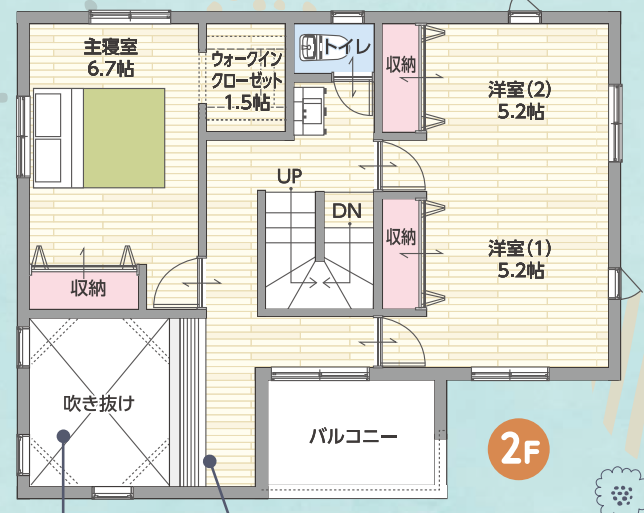 主寝室
6.7帖
ウォークイン
クローゼット
1.5帖
トイレ
収納
洋室(2)
5.2帖
UP
DN
収納
洋室(1)
5.2帖
収納
吹き抜け
バルコニー
2F